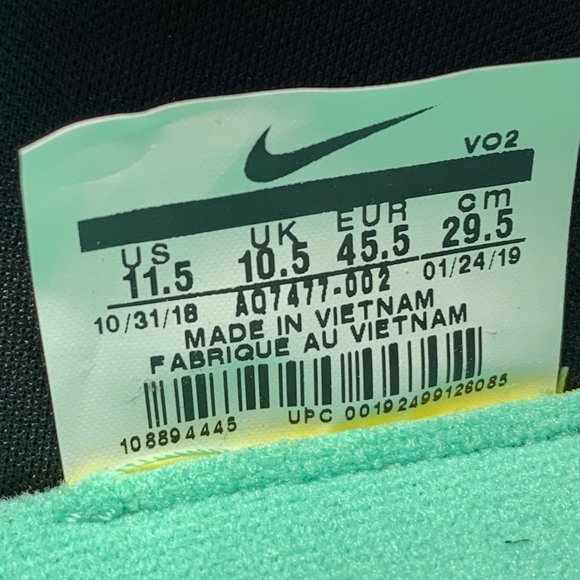 VO2
US UK EUR cm
11.5 10.5 45.5 29.5
10/31/18 AQ7477-002 01/24/19
MADE IN VIETNAM
FABRIQUE AU VIETNAM
108894445 UPC 00192499126085